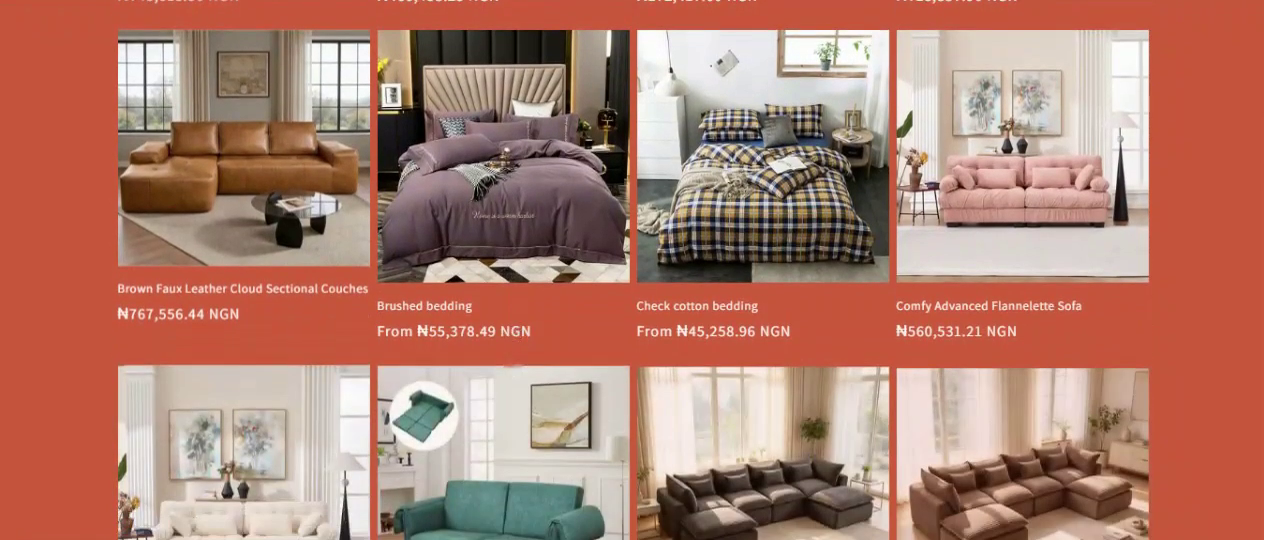 Brown Faux Leather Cloud Sectional Couches
₦767,556.44 NGN
Brushed bedding
From ₦55,378.49 NGN
Check cotton bedding
From ₦45,258.96 NGN
Comfy Advanced Flannelette Sofa
₦560,531.21 NGN